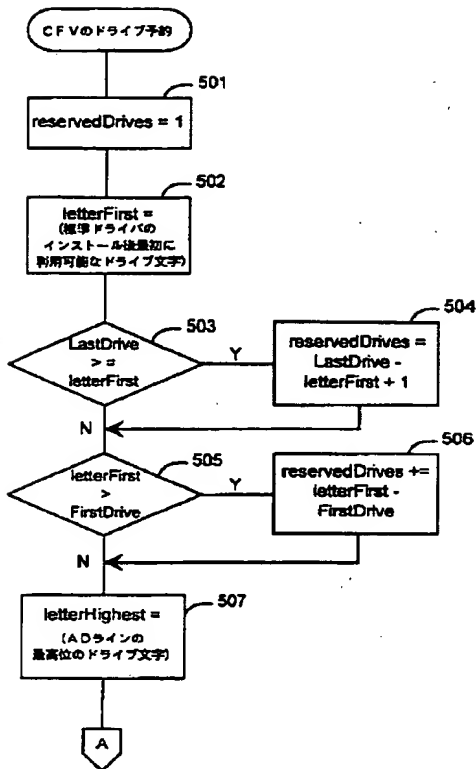 CFVのドライブ予約
501
reservedDrives = 1
502
letterFirst =
(標準ドライバの
インストール後最初に
利用可能なドライブ文字)
503
LastDrive
> =
letterFirst
Y
504
reservedDrives =
LastDrive -
letterFirst + 1
N
505
letterFirst
>
FirstDrive
Y
506
reservedDrives +=
letterFirst -
FirstDrive
N
507
letterHighest =
(ADラインの
最高位のドライブ文字)
A